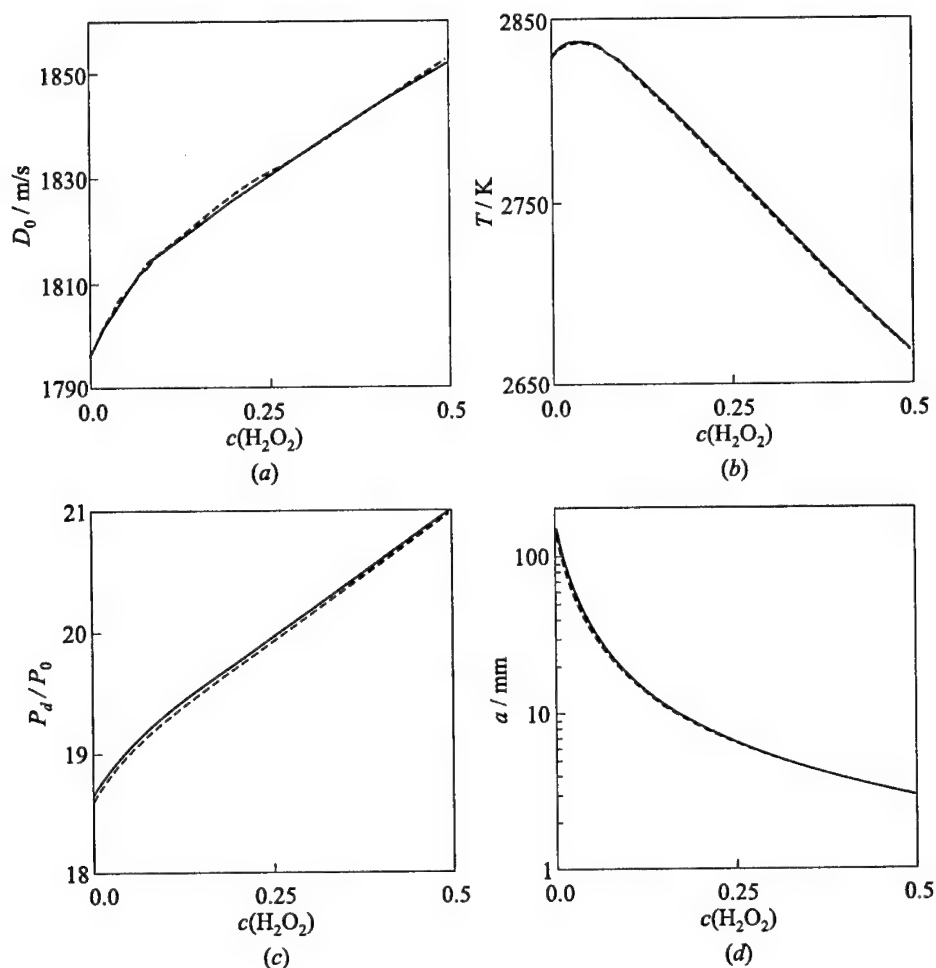 1850
1830
1810
1790
D₀ / m/s
0.0 0.25 0.5
c(H₂O₂)
(a)
2850
2750
2650
T / K
0.0 0.25 0.5
c(H₂O₂)
(b)
21
20
19
18
P_d / P₀
0.0 0.25 0.5
c(H₂O₂)
(c)
100
10
1
a / mm
0.0 0.25 0.5
c(H₂O₂)
(d)